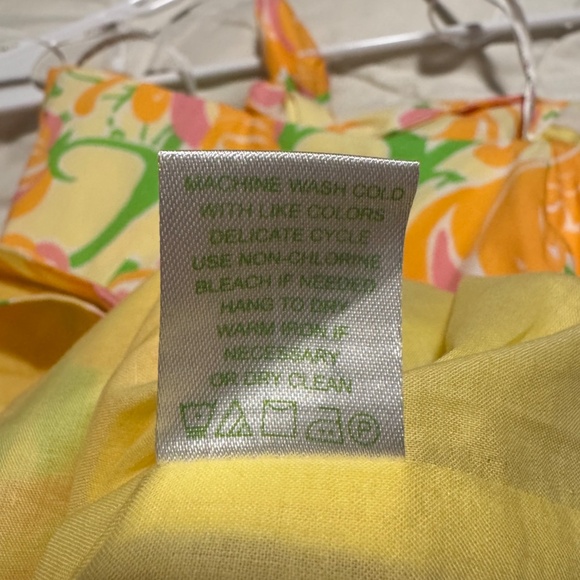 MACHINE WASH COLD
WITH LIKE COLORS
DELICATE CYCLE
USE NON-CHLORINE
BLEACH IF NEEDED
HANG TO DRY
WARM IRON IF
NECESSARY
OR DRY CLEAN
P